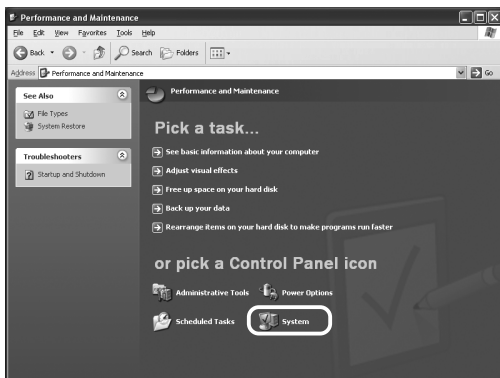 Performance and Maintenance
File Edit View Favorites Tools Help
Back Search Folders
Address Performance and Maintenance Go
See Also
File Types
System Restore
Troubleshooters
Startup and Shutdown
Performance and Maintenance
Pick a task...
See basic information about your computer
Adjust visual effects
Free up space on your hard disk
Back up your data
Rearrange items on your hard disk to make programs run faster
or pick a Control Panel icon
Administrative Tools Power Options
Scheduled Tasks System